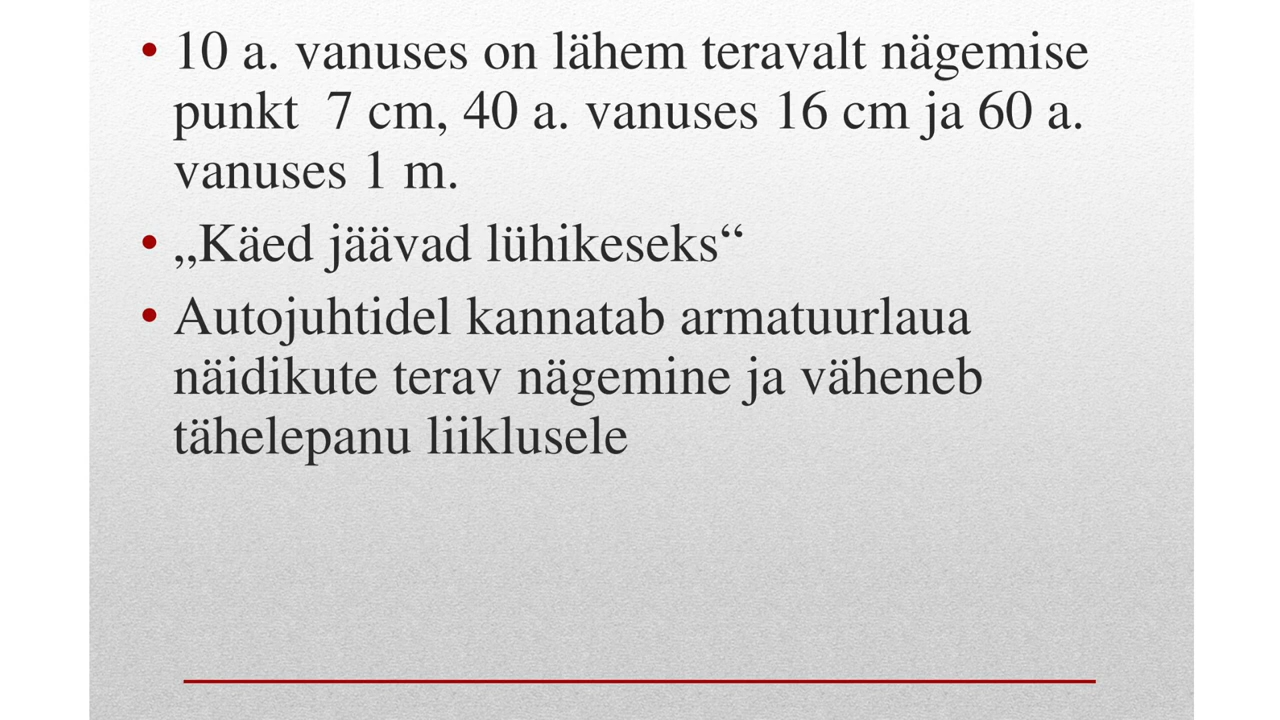 • 10 a. vanuses on lähem teravalt nägemise
punkt  7 cm, 40 a. vanuses 16 cm ja 60 a.
vanuses 1 m.
• „Käed jäävad lühikeseks“
• Autojuhtidel kannatab armatuurlaua
näidikute terav nägemine ja väheneb
tähelepanu liiklusele